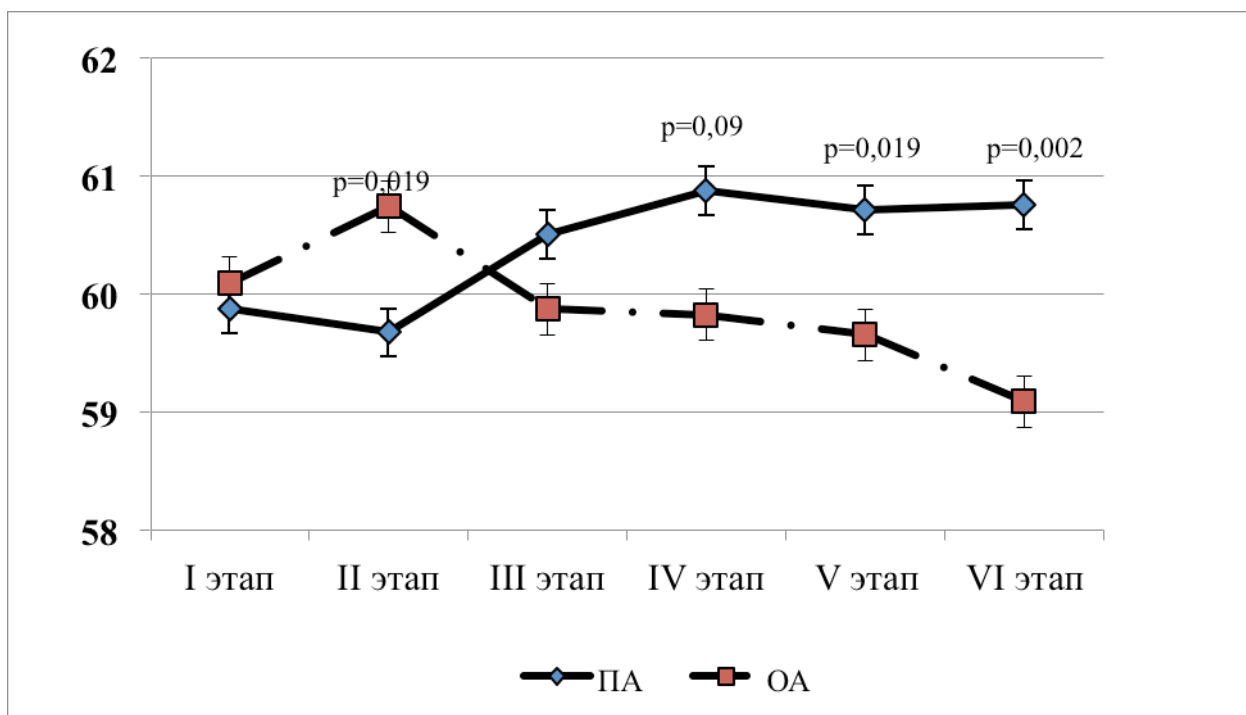 62
p=0,09
p=0,019
p=0,002
61
p=0,019
60
59
58
I этап
II этап
III этап
IV этап
V этап
VI этап
ПА
ОА